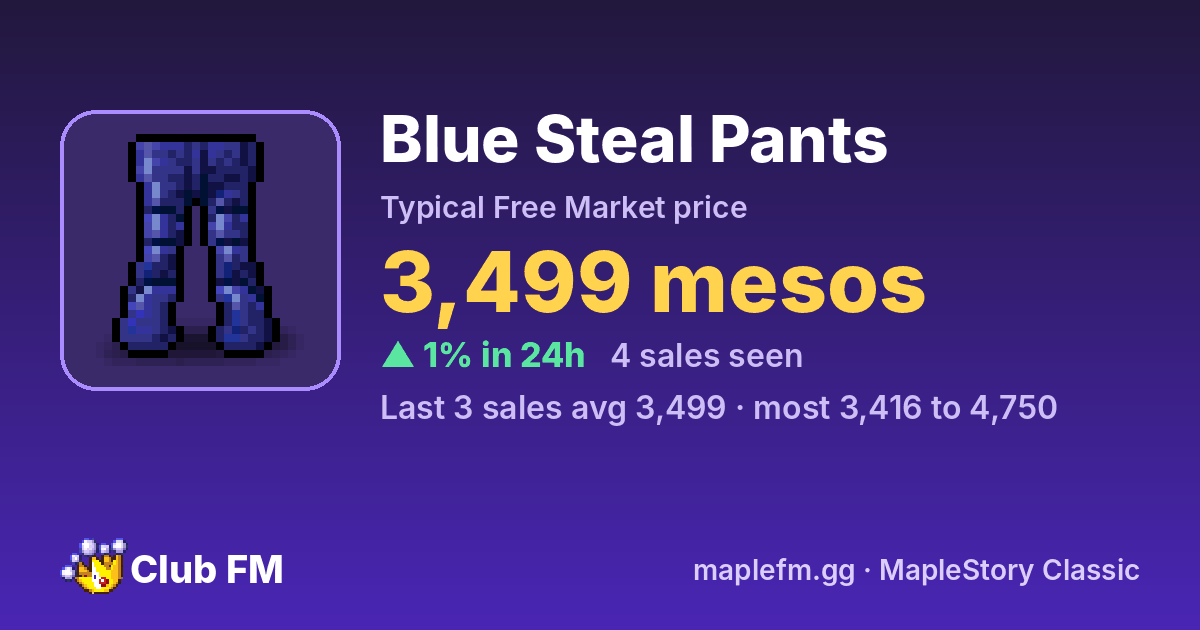 Blue Steal Pants
Typical Free Market price
3,499 mesos
▲ 1% in 24h 4 sales seen
Last 3 sales avg 3,499 · most 3,416 to 4,750
Club FM
maplefm.gg · MapleStory Classic